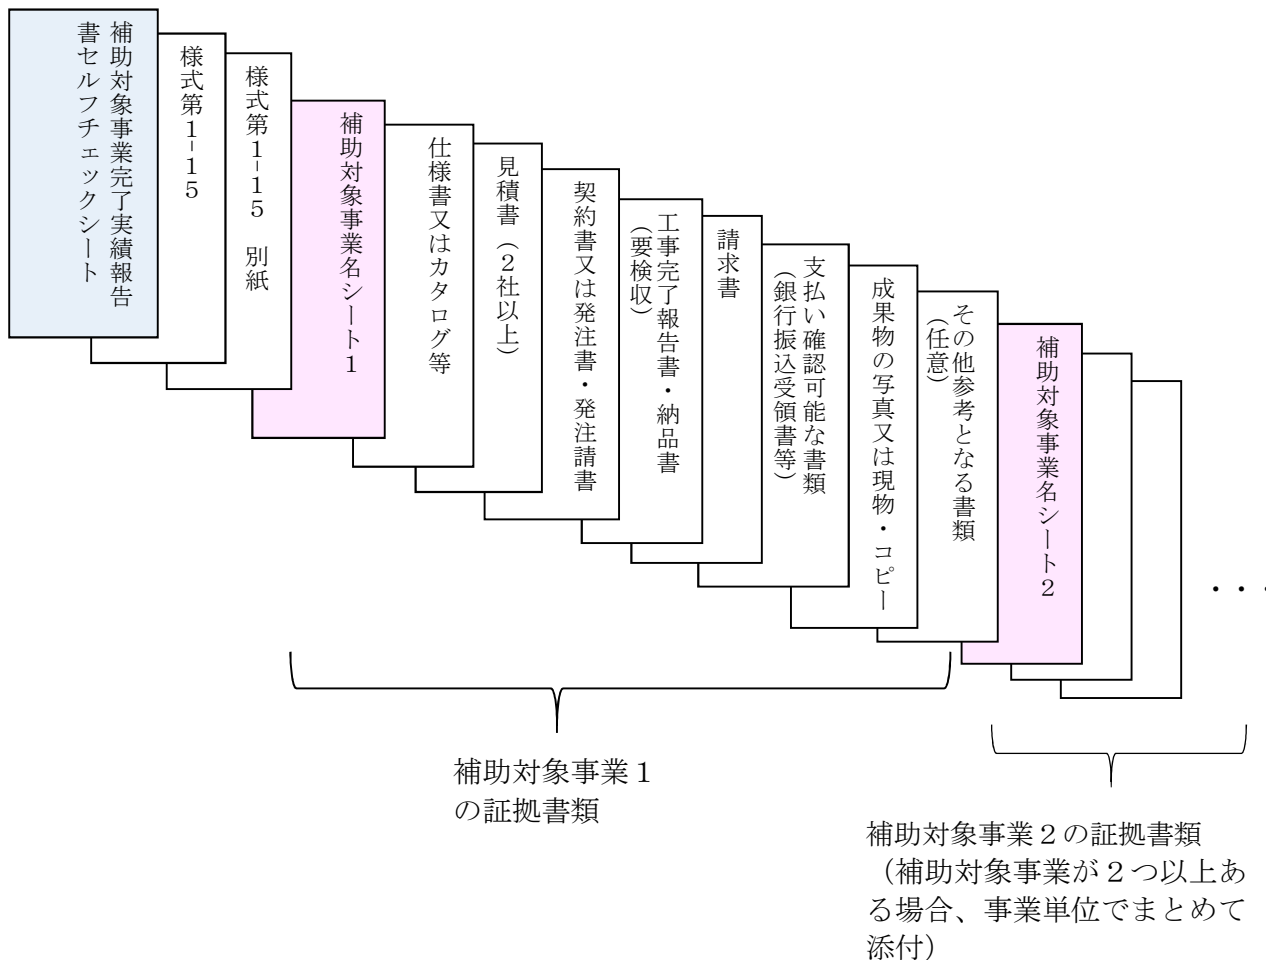 補助対象事業完了実績報告
書セルフチェックシート
様式第1-15
様式第1-15 別紙
補助対象事業名シート1
仕様書又はカタログ等
見積書(2社以上)
契約書又は発注書・発注請書
工事完了報告書・納品書
(要検収)
請求書
支払い確認可能な書類
(銀行振込受領書等)
成果物の写真又は現物・コピー
その他参考となる書類
(任意)
補助対象事業名シート2
・・・
補助対象事業1
の証拠書類
補助対象事業2の証拠書類
(補助対象事業が2つ以上あ
る場合、事業単位でまとめて
添付)